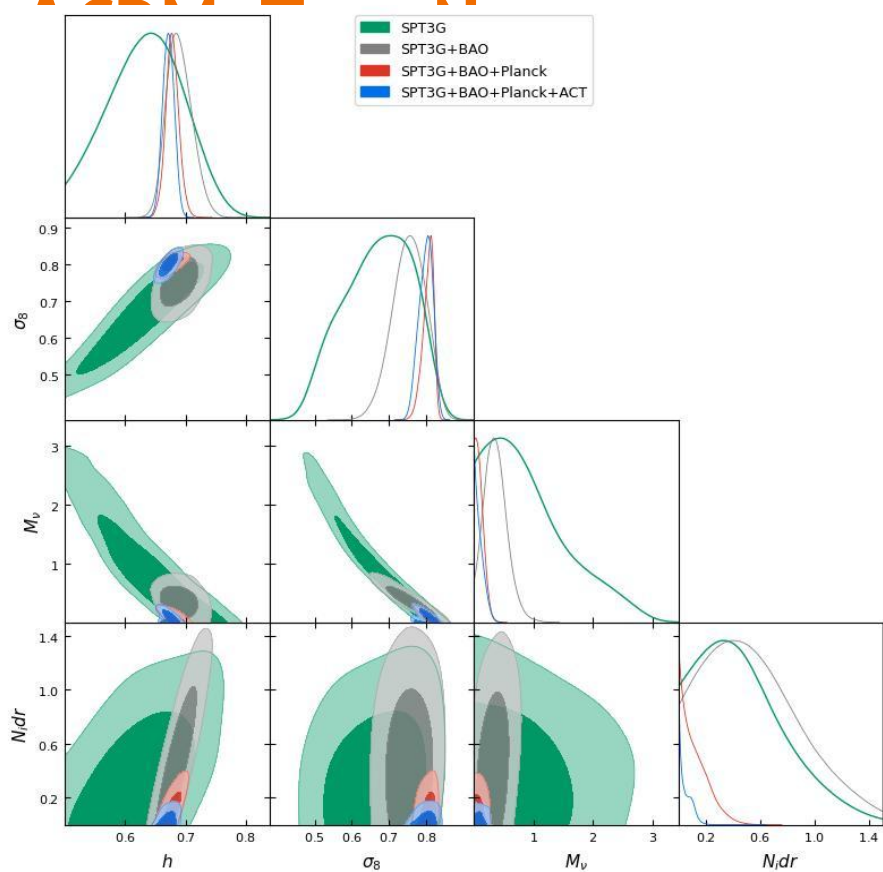 SPT3G
SPT3G+BAO
SPT3G+BAO+Planck
SPT3G+BAO+Planck+ACT
0.9
0.8
0.7
0.6
0.5
σ8
3
2
1
Mν
1.4
1.0
0.6
0.2
Nidr
0.6 0.7 0.8
0.5 0.6 0.7 0.8
1 2 3
0.2 0.6 1.0 1.4
h
σ8
Mν
Nidr